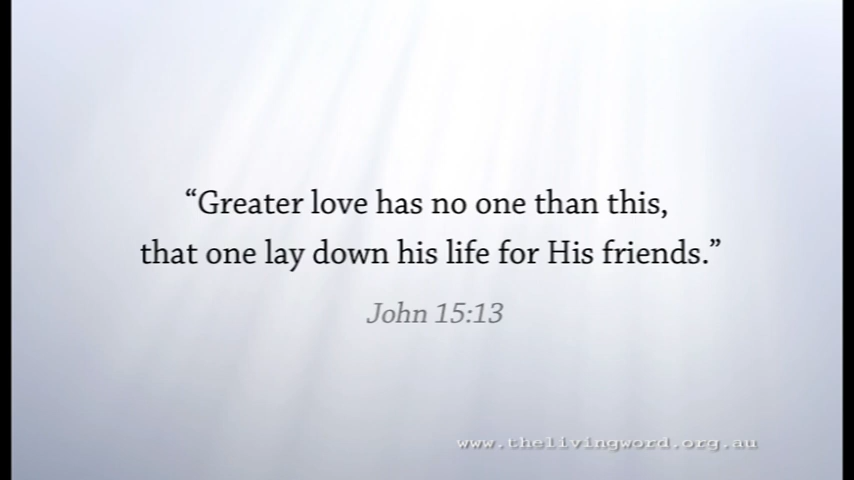 “Greater love has no one than this,
that one lay down his life for His friends.”
John 15:13
www.thelivingword.org.au